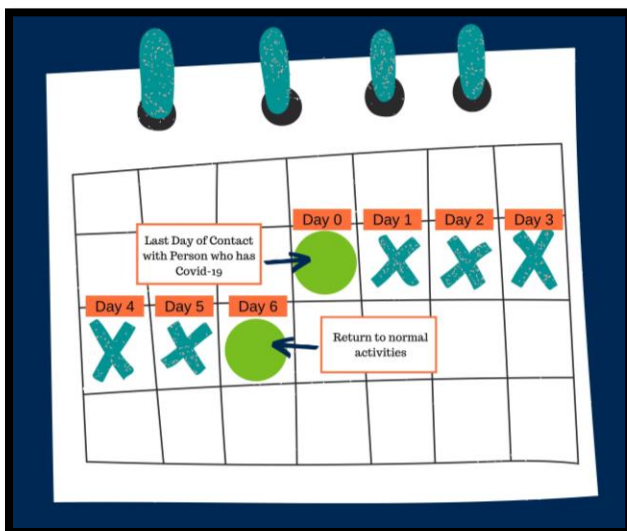 Day 0
Day 1
Day 2
Day 3
Last Day of Contact
with Person who has
Covid-19
Day 4
Day 5
Day 6
Return to normal
activities